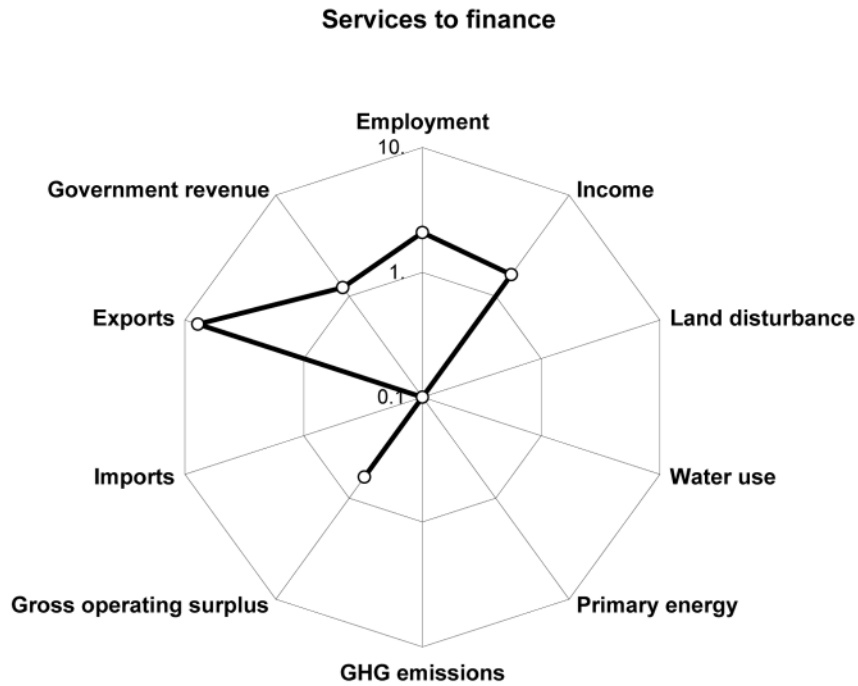 Services to finance
Employment
10.
Government revenue
Income
1.
Exports
Land disturbance
0.1
Imports
Water use
Gross operating surplus
Primary energy
GHG emissions